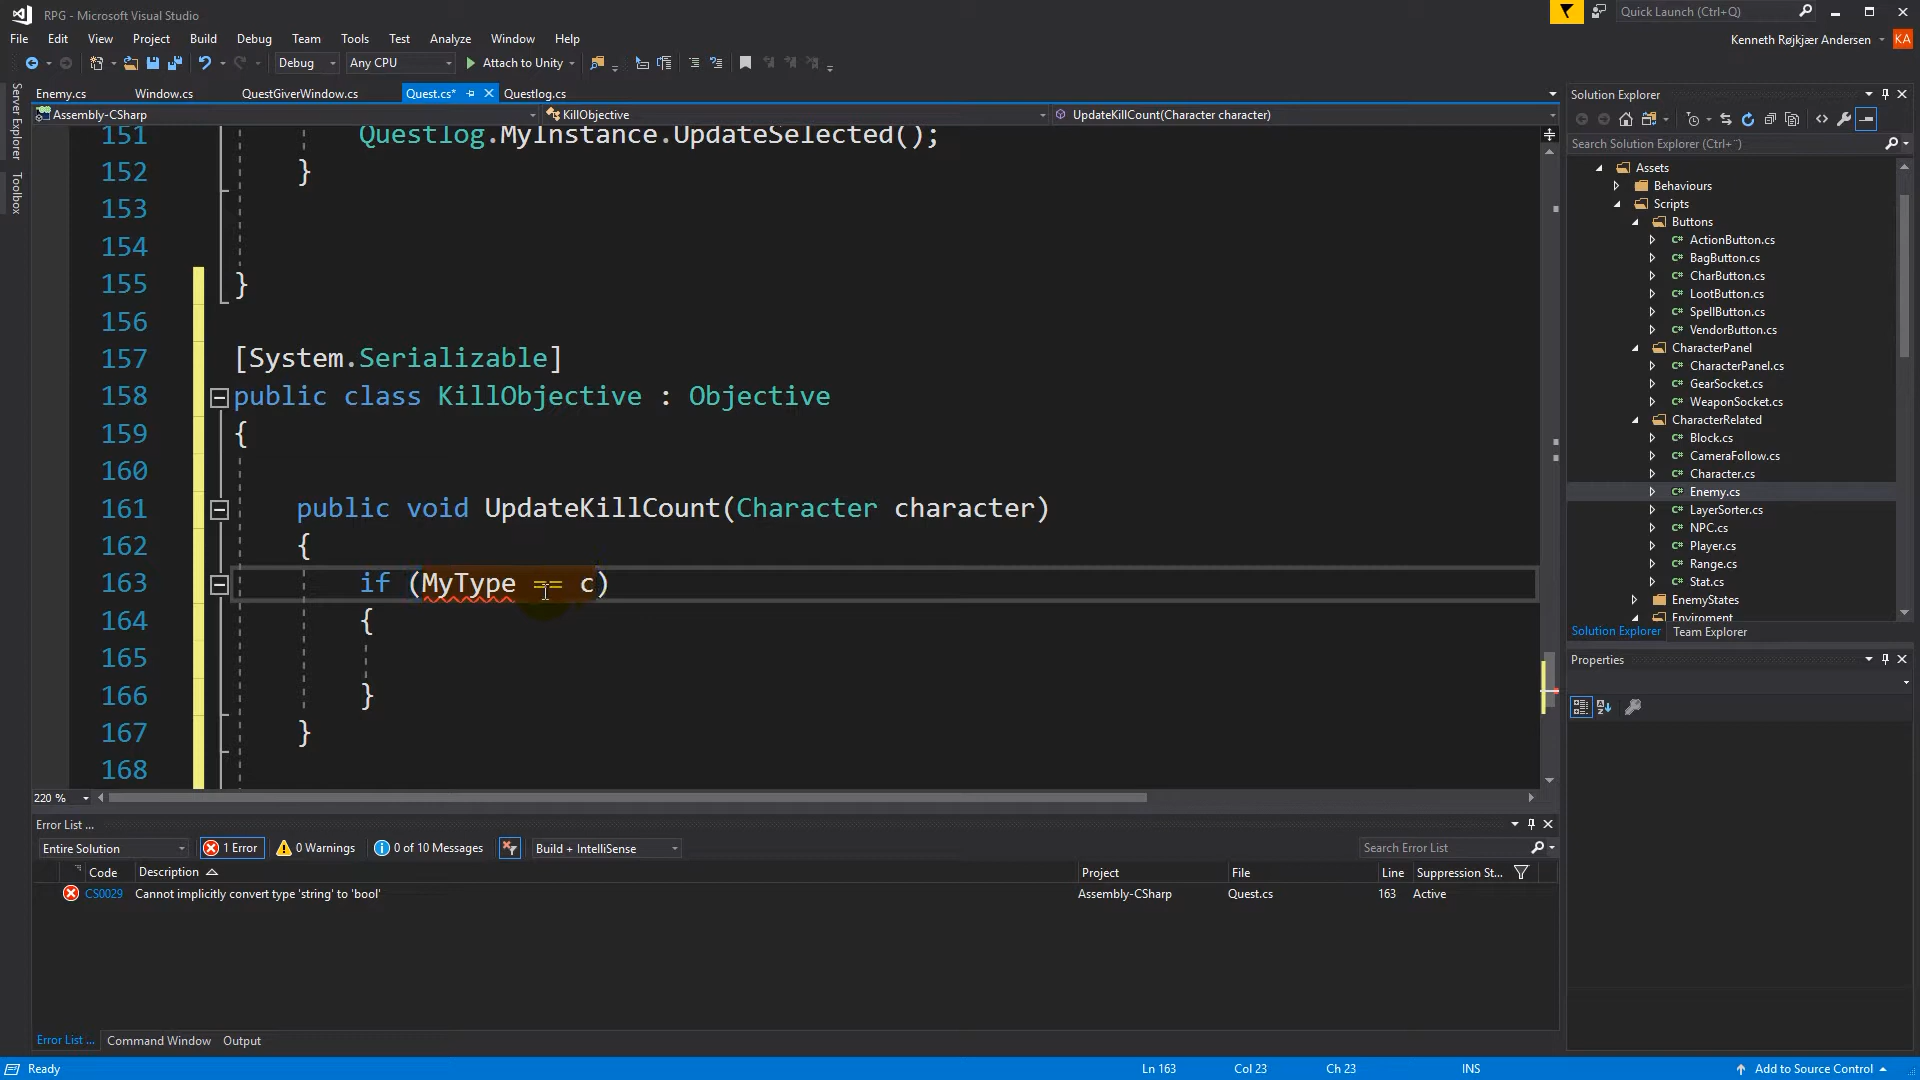 RPG - Microsoft Visual Studio
Quick Launch (Ctrl+Q)
File Edit View Project Build Debug Team Tools Test Analyze Window Help
Kenneth Røjkjær Andersen KA
Debug Any CPU Attach to Unity
Server Explorer
Toolbox
Enemy.cs Window.cs QuestGiverWindow.cs Quest.cs* Questlog.cs
Assembly-CSharp KillObjective UpdateKillCount(Character character)
151 Questlog.MyInstance.UpdateSelected();
152 }
153
154
155 }
156
157 [System.Serializable]
158 public class KillObjective : Objective
159 {
160
161 public void UpdateKillCount(Character character)
162 {
163 if (MyType == c)
164 {
165
166 }
167 }
168
220 %
Solution Explorer
Search Solution Explorer (Ctrl+¨)
Assets
Behaviours
Scripts
Buttons
C# ActionButton.cs
C# BagButton.cs
C# CharButton.cs
C# LootButton.cs
C# SpellButton.cs
C# VendorButton.cs
CharacterPanel
C# CharacterPanel.cs
C# GearSocket.cs
C# WeaponSocket.cs
CharacterRelated
C# Block.cs
C# CameraFollow.cs
C# Character.cs
C# Enemy.cs
C# LayerSorter.cs
C# NPC.cs
C# Player.cs
C# Range.cs
C# Stat.cs
EnemyStates
Enviroment
Solution Explorer Team Explorer
Properties
Error List ...
Entire Solution 1 Error 0 Warnings 0 of 10 Messages Build + IntelliSense Search Error List
Code Description Project File Line Suppression St...
CS0029 Cannot implicitly convert type 'string' to 'bool' Assembly-CSharp Quest.cs 163 Active
Error List ... Command Window Output
Ready Ln 163 Col 23 Ch 23 INS Add to Source Control